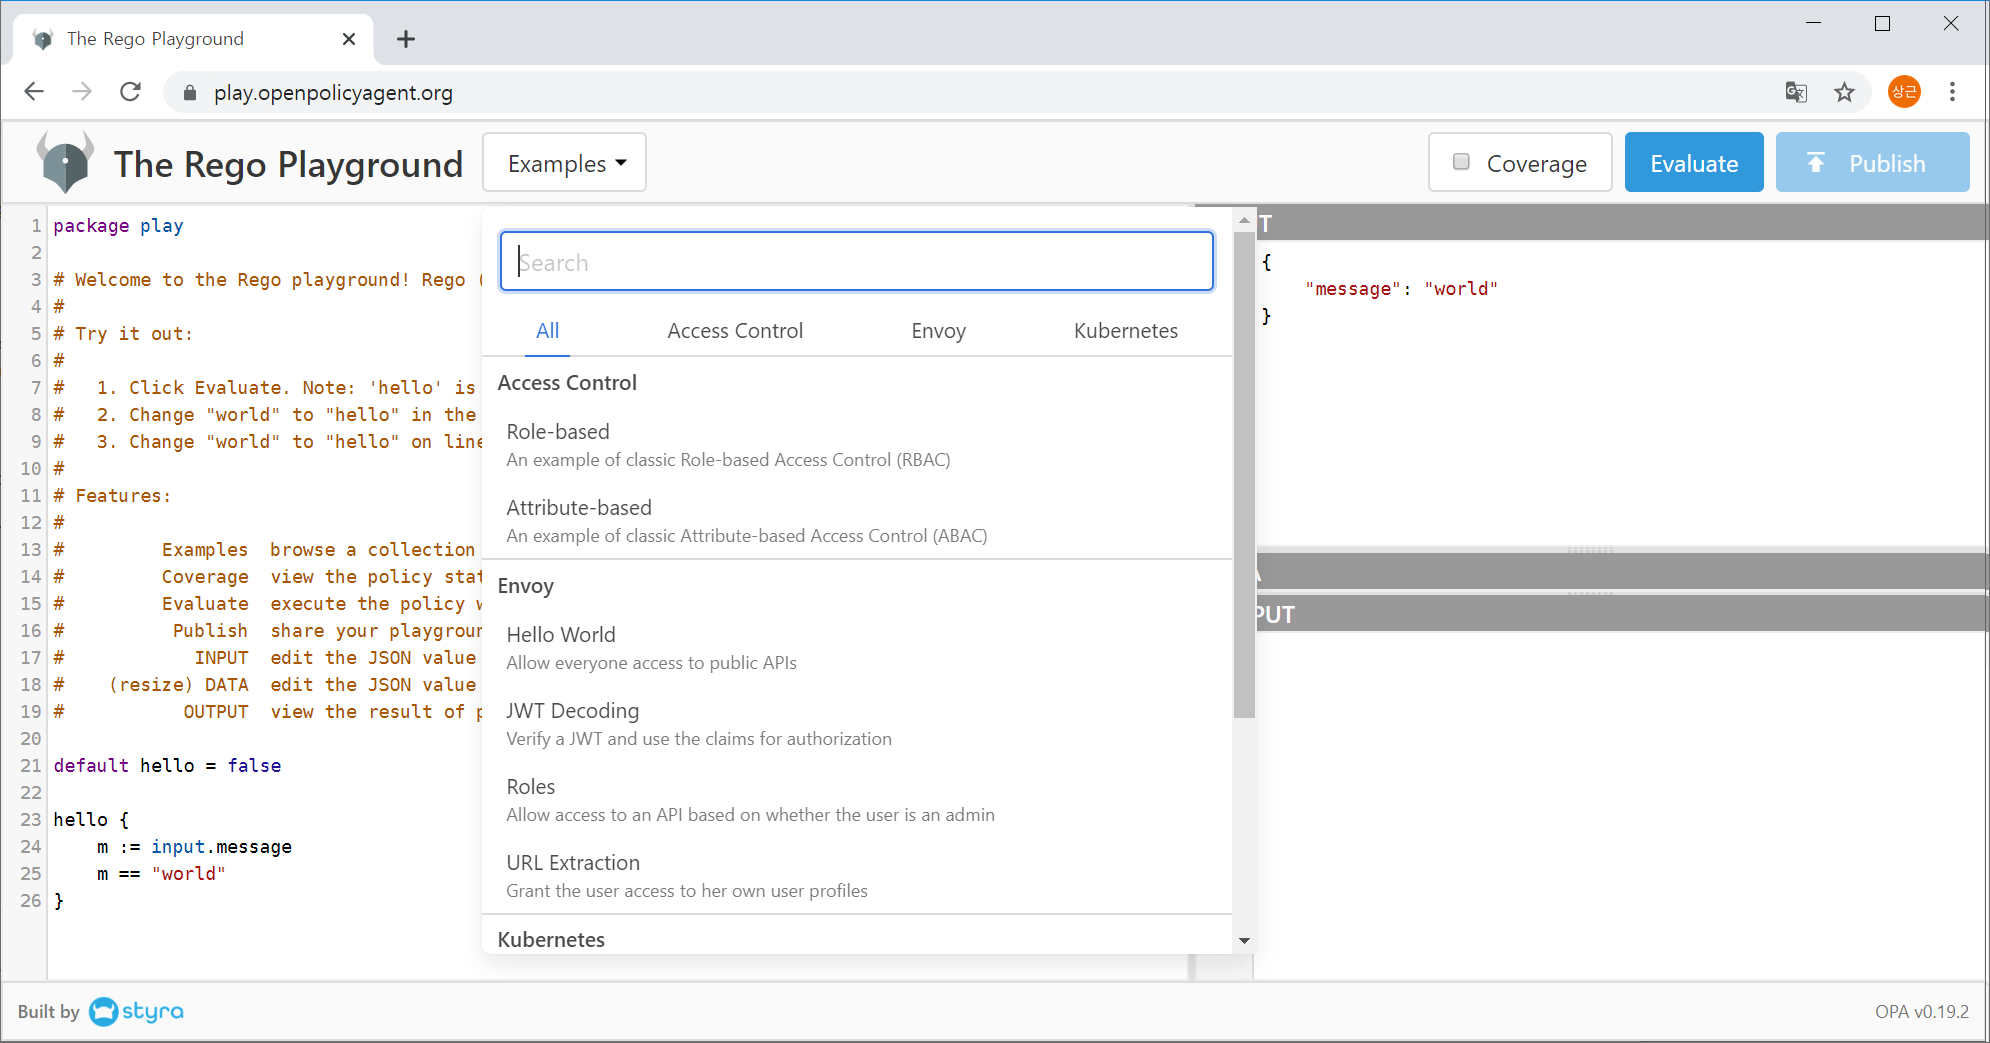 The Rego Playground
play.openpolicyagent.org
상근
The Rego Playground
Examples
Coverage
Evaluate
Publish
1 package play
2
3 # Welcome to the Rego playground! Rego (
4 #
5 # Try it out:
6 #
7 #   1. Click Evaluate. Note: 'hello' is
8 #   2. Change "world" to "hello" in the
9 #   3. Change "world" to "hello" on line
10 #
11 # Features:
12 #
13 #         Examples  browse a collection
14 #         Coverage  view the policy stat
15 #         Evaluate  execute the policy w
16 #          Publish  share your playgroun
17 #            INPUT  edit the JSON value
18 #    (resize) DATA  edit the JSON value
19 #           OUTPUT  view the result of p
20
21 default hello = false
22
23 hello {
24     m := input.message
25     m == "world"
26 }
Search
All
Access Control
Envoy
Kubernetes
Access Control
Role-based
An example of classic Role-based Access Control (RBAC)
Attribute-based
An example of classic Attribute-based Access Control (ABAC)
Envoy
Hello World
Allow everyone access to public APIs
JWT Decoding
Verify a JWT and use the claims for authorization
Roles
Allow access to an API based on whether the user is an admin
URL Extraction
Grant the user access to her own user profiles
Kubernetes
T
{
    "message": "world"
}
PUT
Built by styra
OPA v0.19.2